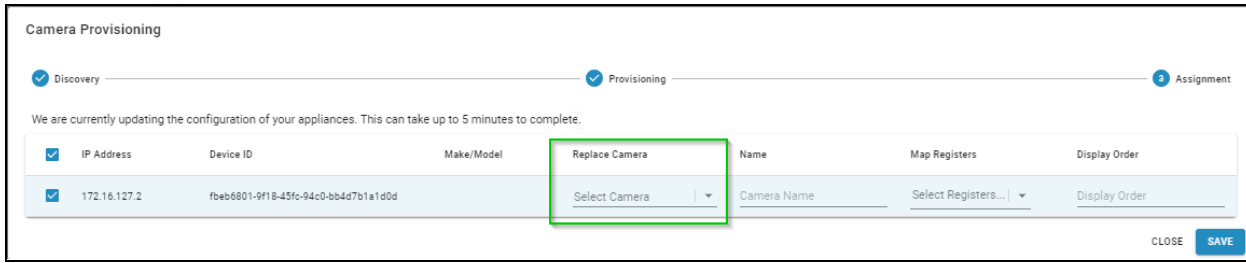 Camera Provisioning
Discovery Provisioning 3 Assignment
We are currently updating the configuration of your appliances. This can take up to 5 minutes to complete.
IP Address Device ID Make/Model Replace Camera Name Map Registers Display Order
172.16.127.2 fbeb6801-9f18-45fc-94c0-bb4d7b1a1d0d Select Camera Camera Name Select Registers... Display Order
CLOSE SAVE